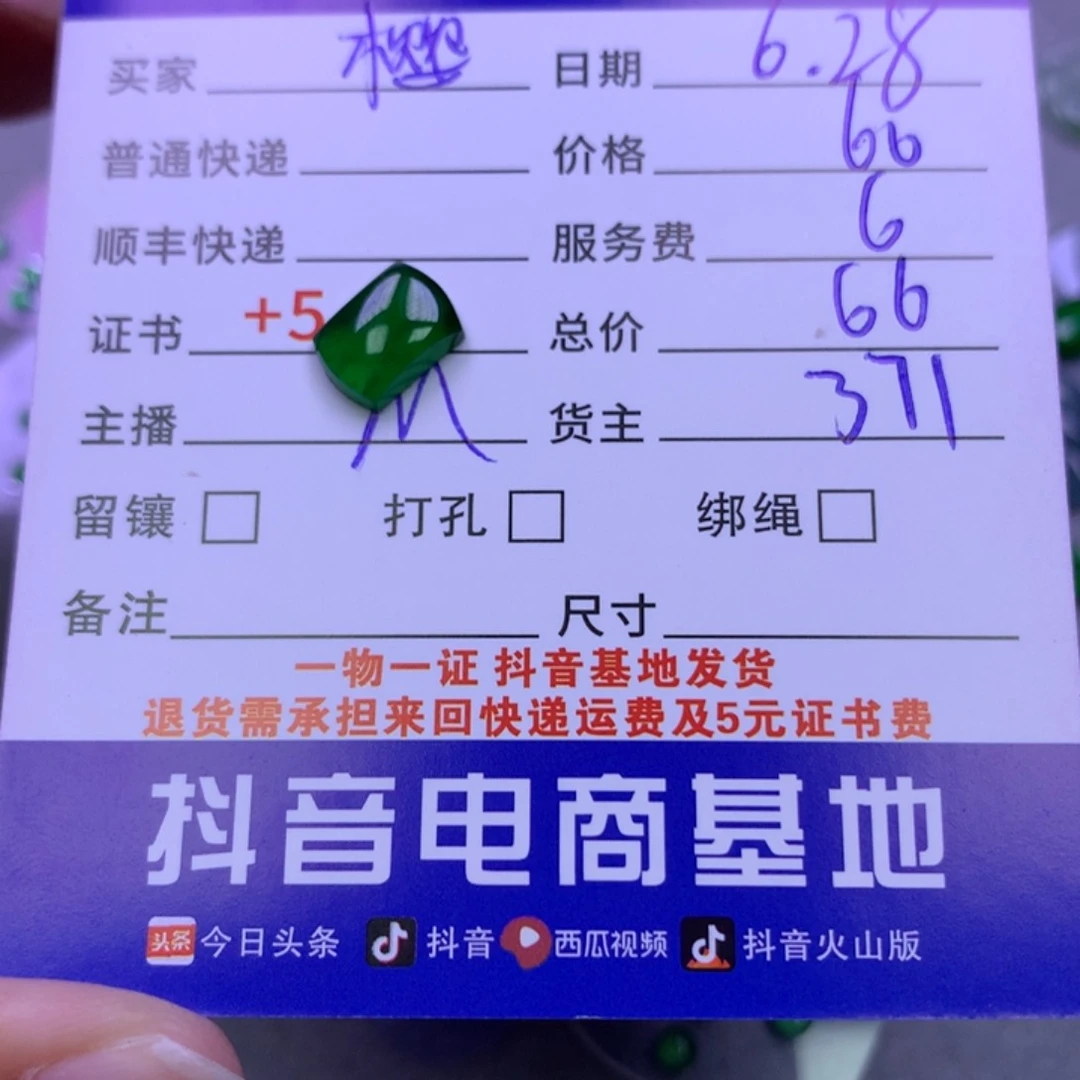 买家 日期 6.28
普通快递 价格 66
顺丰快递 服务费 6
证书 +5 总价 66
主播 货主 371
留镶 打孔 绑绳
备注 尺寸
一物一证 抖音基地发货
退货需承担来回快递运费及5元证书费
抖音电商基地
头条 今日头条 抖音 西瓜视频 抖音火山版